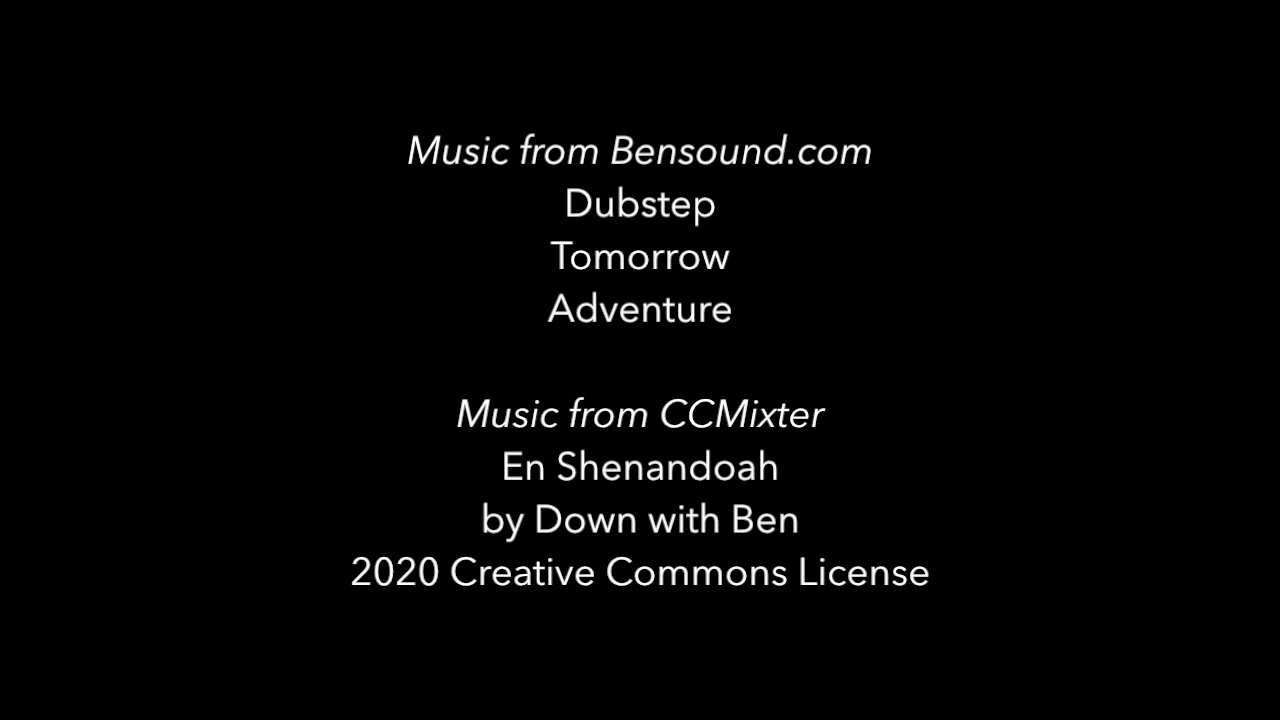 Music from Bensound.com
Dubstep
Tomorrow
Adventure
Music from CCMixter
En Shenandoah
by Down with Ben
2020 Creative Commons License